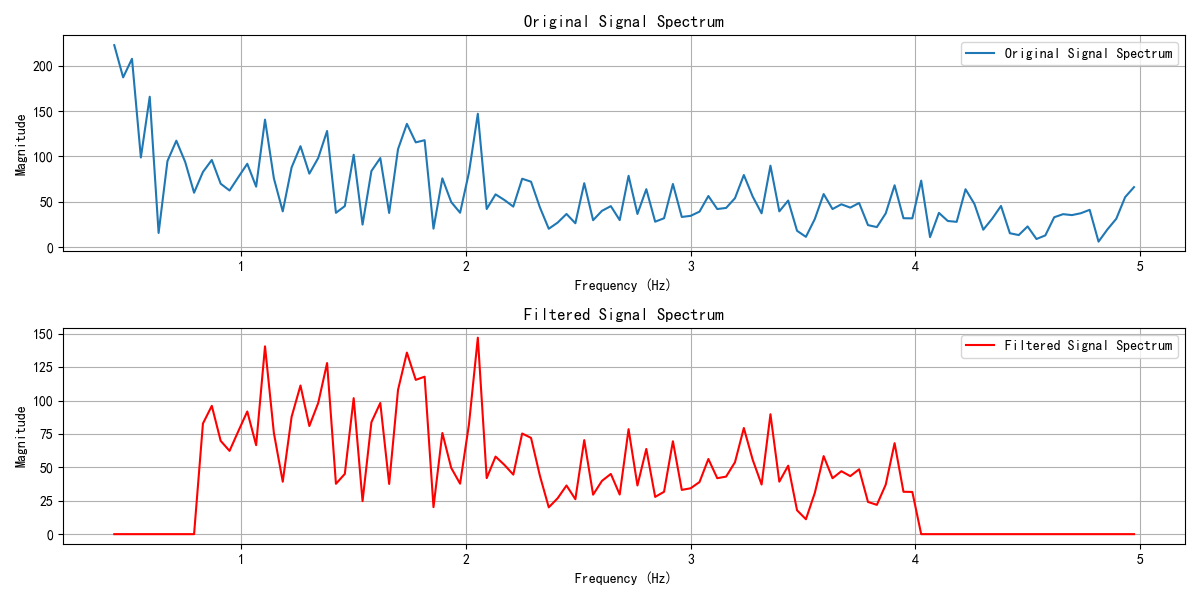 Original Signal Spectrum
Original Signal Spectrum
Magnitude
200
150
100
50
0
1
2
3
4
5
Frequency (Hz)
Filtered Signal Spectrum
Filtered Signal Spectrum
Magnitude
150
125
100
75
50
25
0
1
2
3
4
5
Frequency (Hz)